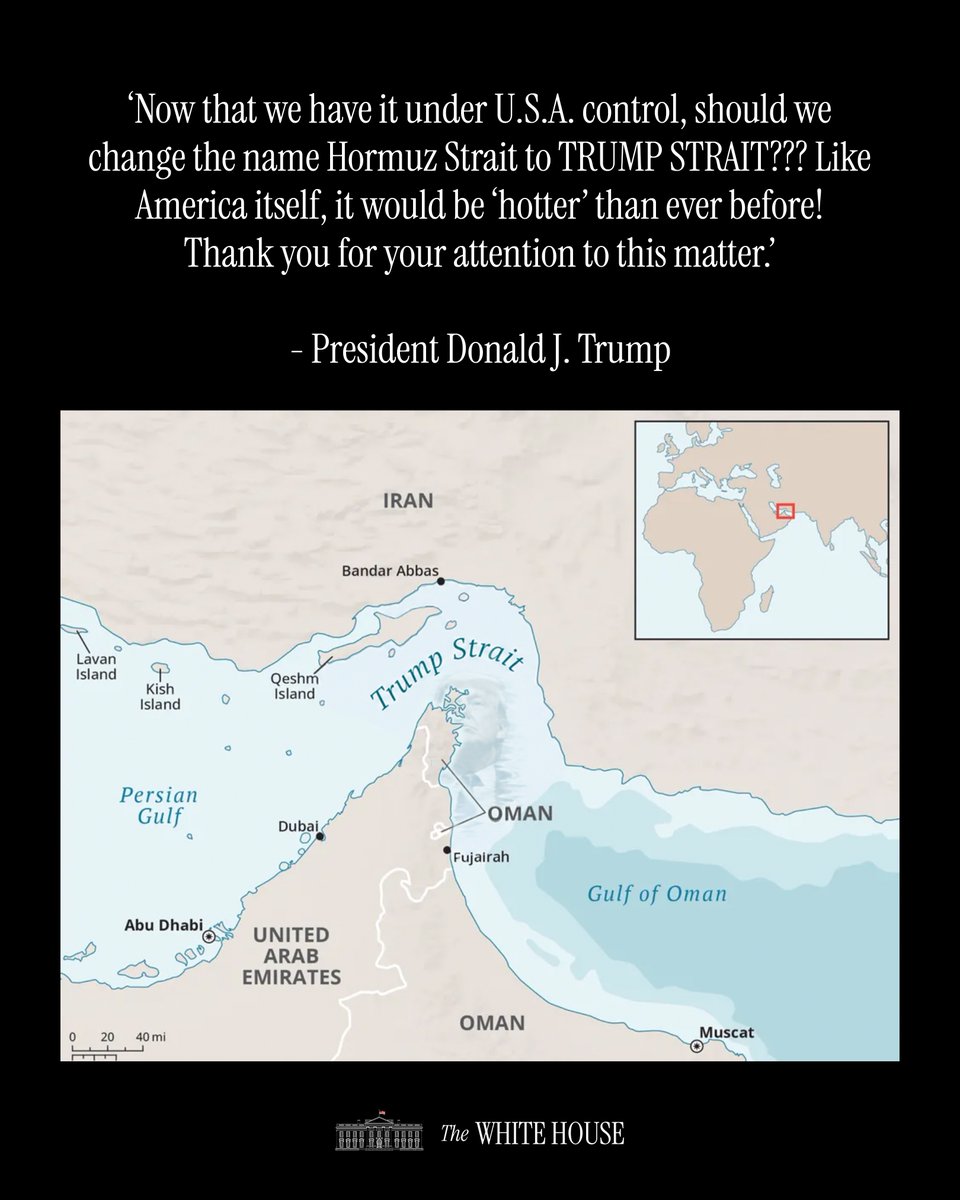 ‘Now that we have it under U.S.A. control, should we
change the name Hormuz Strait to TRUMP STRAIT??? Like
America itself, it would be ‘hotter’ than ever before!
Thank you for your attention to this matter.’
– President Donald J. Trump
IRAN
Bandar Abbas
Lavan
Island
Kish
Island
Qeshm
Island
Trump Strait
Persian
Gulf
Dubai
OMAN
Fujairah
Gulf of Oman
Abu Dhabi
UNITED
ARAB
EMIRATES
OMAN
Muscat
0 20 40 mi
The WHITE HOUSE